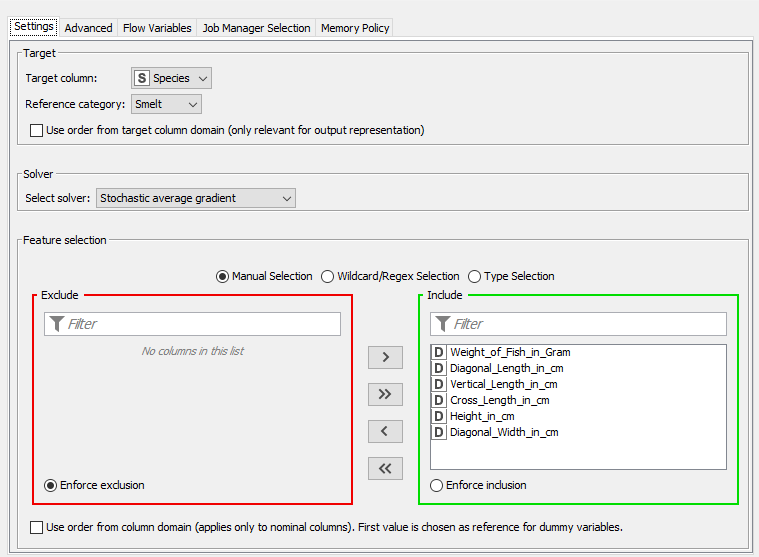 Settings Advanced Flow Variables Job Manager Selection Memory Policy
Target
Target column: S Species
Reference category: Smelt
Use order from target column domain (only relevant for output representation)
Solver
Select solver: Stochastic average gradient
Feature selection
Manual Selection Wildcard/Regex Selection Type Selection
Exclude
Filter
No columns in this list
Enforce exclusion
>
>>
<
<<
Include
Filter
D Weight_of_Fish_in_Gram
D Diagonal_Length_in_cm
D Vertical_Length_in_cm
D Cross_Length_in_cm
D Height_in_cm
D Diagonal_Width_in_cm
Enforce inclusion
Use order from column domain (applies only to nominal columns). First value is chosen as reference for dummy variables.